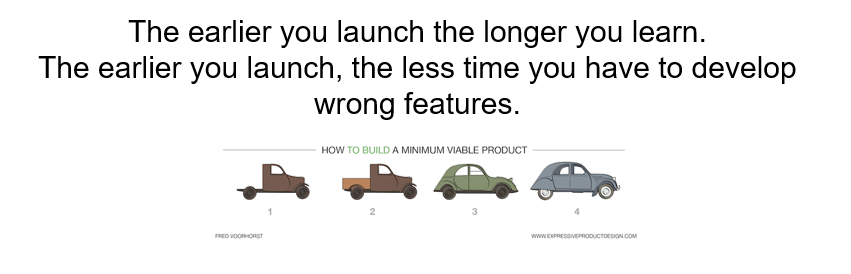 The earlier you launch the longer you learn.
The earlier you launch, the less time you have to develop
wrong features.
HOW TO BUILD A MINIMUM VIABLE PRODUCT
1 2 3 4
FRED VOORHORST WWW.EXPRESSIVEPRODUCTDESIGN.COM